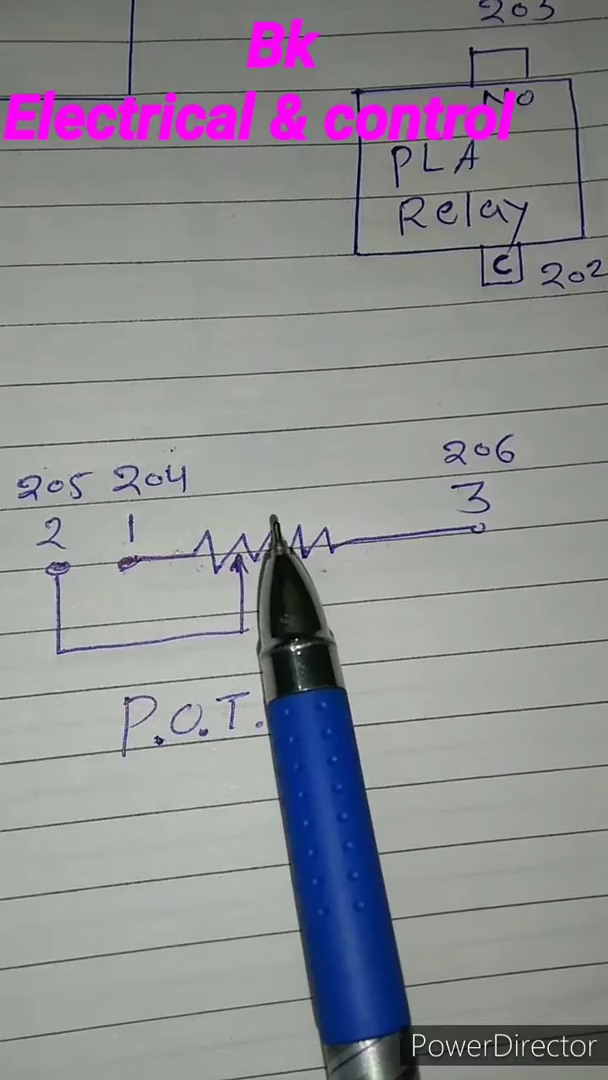 203
Bk
Electrical & control
NO
PLA
Relay
C 202
205 204 206
2 1 3
P.O.T.
PowerDirector